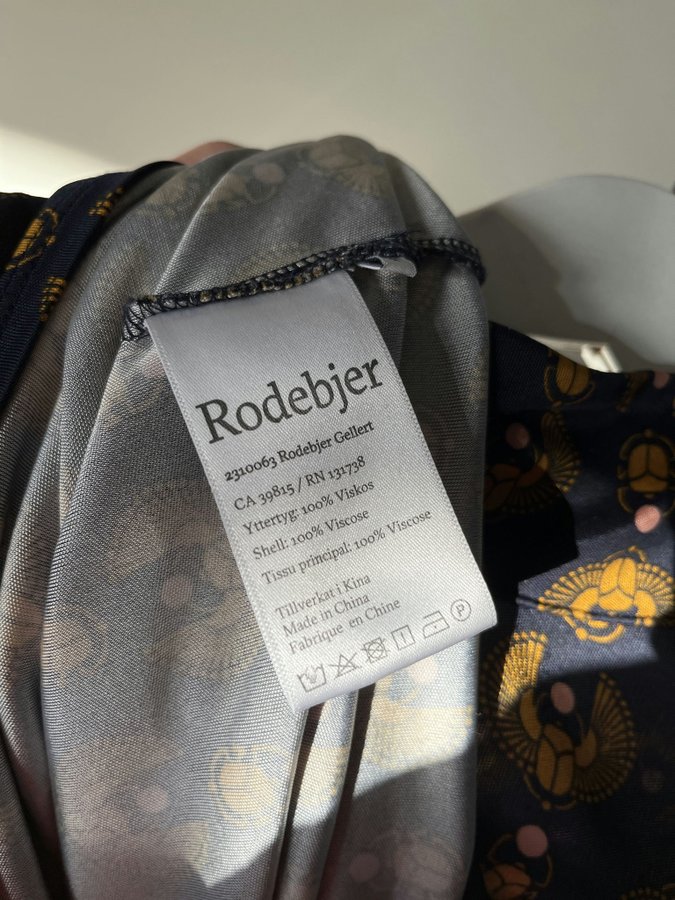 Rodebjer
2310063 Rodebjer Gellert
CA 39815 / RN 131738
Yttertyg: 100% Viskos
Shell: 100% Viscose
Tissu principal: 100% Viscose
Tillverkat i Kina
Made in China
Fabrique en Chine
P